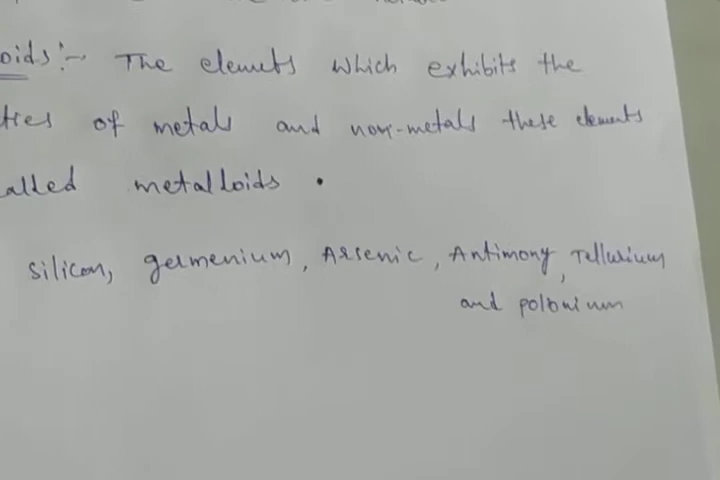 oids:- The elements which exhibits the
ties of metals and non-metals these elements
alled metalloids .
silicon, germenium, Arsenic, Antimony, Tellurium
and polonium